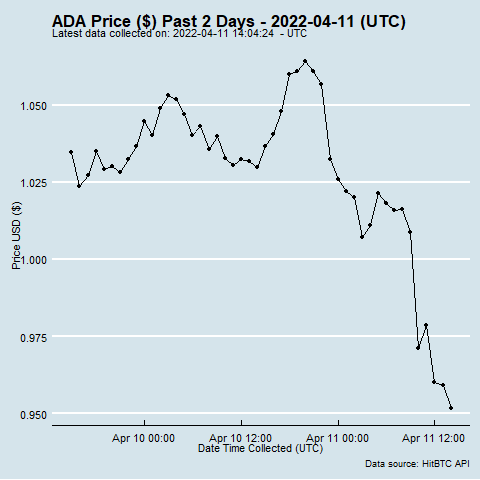 ADA Price ($) Past 2 Days - 2022-04-11 (UTC)
Latest data collected on: 2022-04-11 14:04:24 - UTC
1.050
1.025
1.000
0.975
0.950
Price USD ($)
Apr 10 00:00 Apr 10 12:00 Apr 11 00:00 Apr 11 12:00
Date Time Collected (UTC)
Data source: HitBTC API